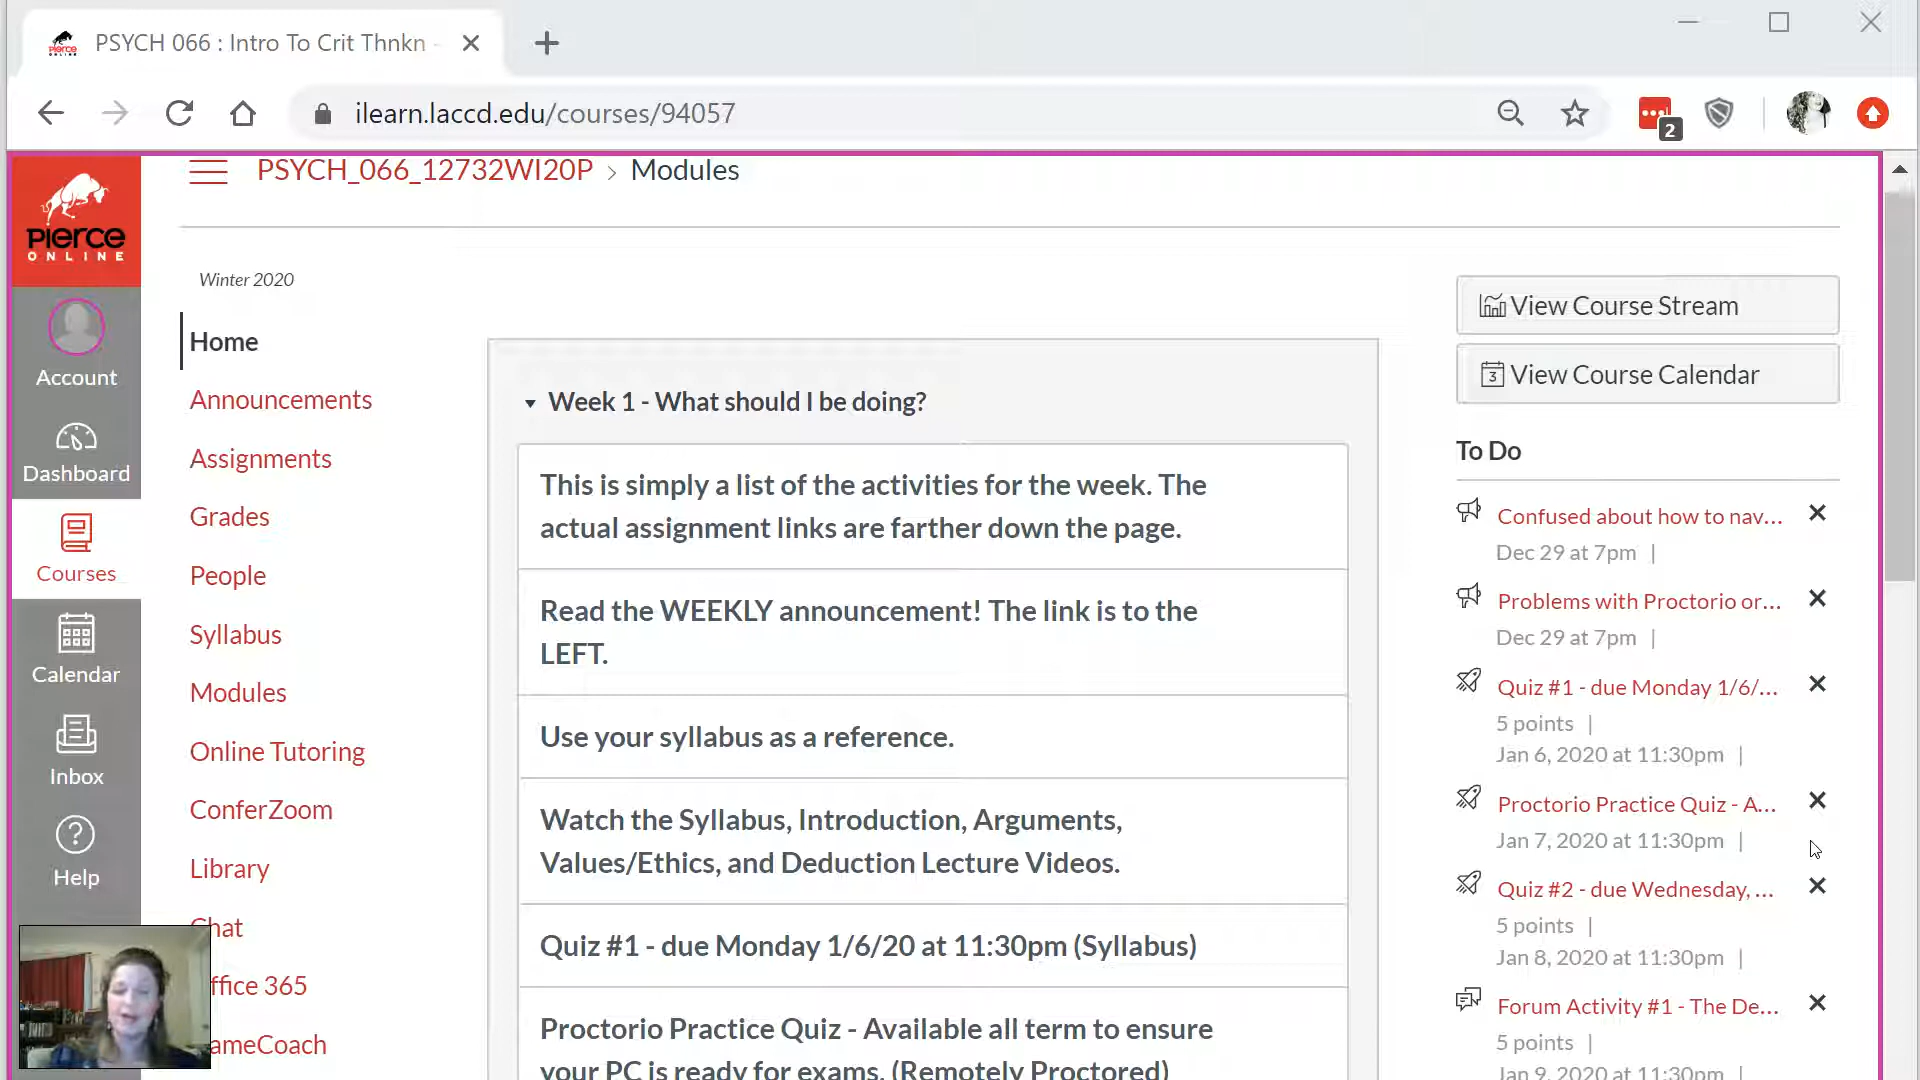 PSYCH 066 : Intro To Crit Thnkn -
ilearn.laccd.edu/courses/94057
2
PIERCE
ONLINE
PSYCH_066_12732WI20P > Modules
Winter 2020
Account
Dashboard
Courses
Calendar
Inbox
Help
Home
Announcements
Assignments
Grades
People
Syllabus
Modules
Online Tutoring
ConferZoom
Library
Chat
ffice 365
ameCoach
Week 1 - What should I be doing?
This is simply a list of the activities for the week. The
actual assignment links are farther down the page.
Read the WEEKLY announcement! The link is to the
LEFT.
Use your syllabus as a reference.
Watch the Syllabus, Introduction, Arguments,
Values/Ethics, and Deduction Lecture Videos.
Quiz #1 - due Monday 1/6/20 at 11:30pm (Syllabus)
Proctorio Practice Quiz - Available all term to ensure
your PC is ready for exams. (Remotely Proctored)
View Course Stream
3 View Course Calendar
To Do
Confused about how to nav...
Dec 29 at 7pm |
Problems with Proctorio or...
Dec 29 at 7pm |
Quiz #1 - due Monday 1/6/...
5 points |
Jan 6, 2020 at 11:30pm |
Proctorio Practice Quiz - A...
Jan 7, 2020 at 11:30pm |
Quiz #2 - due Wednesday, ...
5 points |
Jan 8, 2020 at 11:30pm |
Forum Activity #1 - The De...
5 points |
Jan 9, 2020 at 11:30pm |